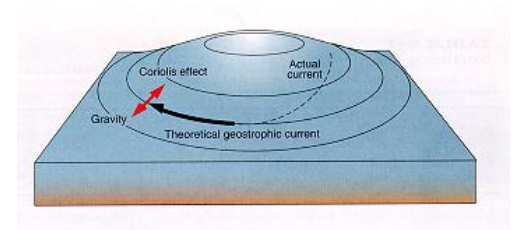 Actual
current
Coriolis effect
Gravity
Theoretical geostrophic current